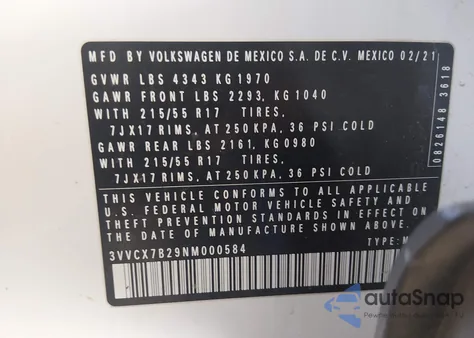 MFD BY VOLKSWAGEN DE MEXICO S.A. DE C.V. MEXICO 02/21
GVWR LBS 4343 KG 1970
GAWR FRONT LBS 2293, KG 1040
WITH 215/55 R17 TIRES,
7JX17 RIMS, AT 250 KPA, 36 PSI COLD
GAWR REAR LBS 2161, KG 0980
WITH 215/55 R17 TIRES,
7JX17 RIMS, AT 250 KPA, 36 PSI COLD
THIS VEHICLE CONFORMS TO ALL APPLICABLE
U.S. FEDERAL MOTOR VEHICLE SAFETY AND
THEFT PREVENTION STANDARDS IN EFFECT ON
THE DATE OF MANUFACTURE SHOWN ABOVE.
3VVCX7B29NM000584 TYPE:
0826148 3618
autoSnap